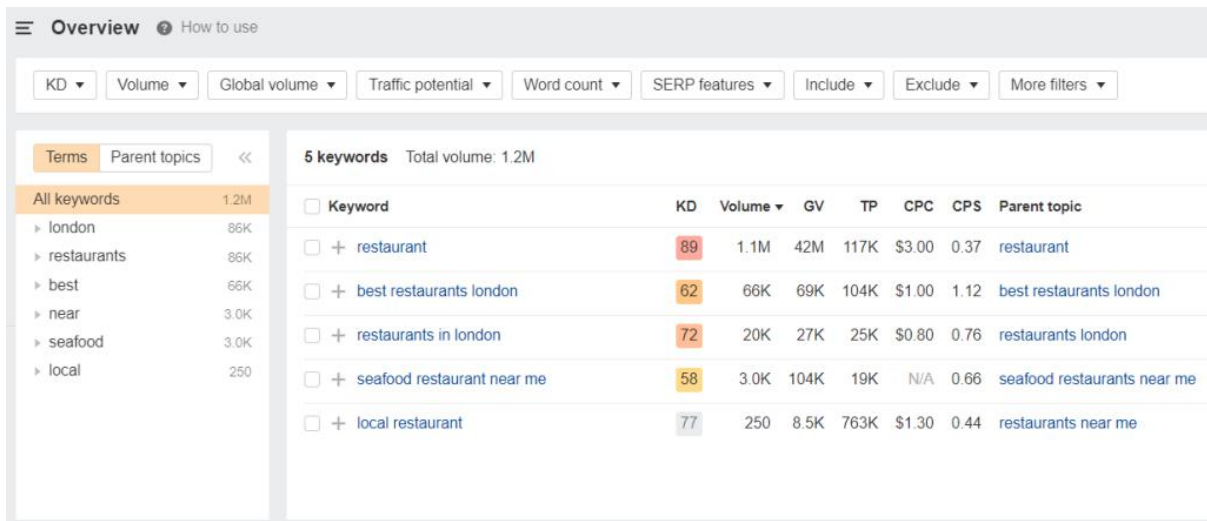 Overview How to use
KD Volume Global volume Traffic potential Word count SERP features Include Exclude More filters
Terms Parent topics
All keywords 1.2M
london 86K
restaurants 86K
best 66K
near 3.0K
seafood 3.0K
local 250
5 keywords Total volume: 1.2M
Keyword KD Volume GV TP CPC CPS Parent topic
restaurant 89 1.1M 42M 117K $3.00 0.37 restaurant
best restaurants london 62 66K 69K 104K $1.00 1.12 best restaurants london
restaurants in london 72 20K 27K 25K $0.80 0.76 restaurants london
seafood restaurant near me 58 3.0K 104K 19K N/A 0.66 seafood restaurants near me
local restaurant 77 250 8.5K 763K $1.30 0.44 restaurants near me